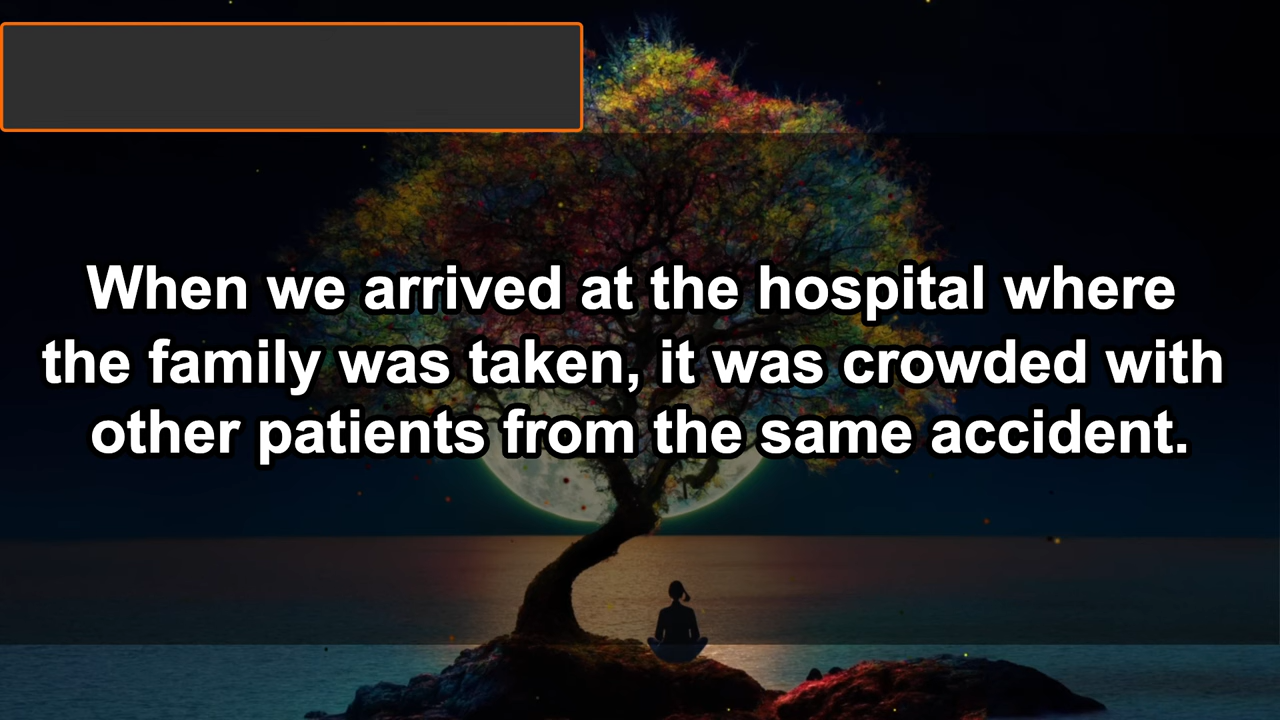 When we arrived at the hospital where
the family was taken, it was crowded with
other patients from the same accident.